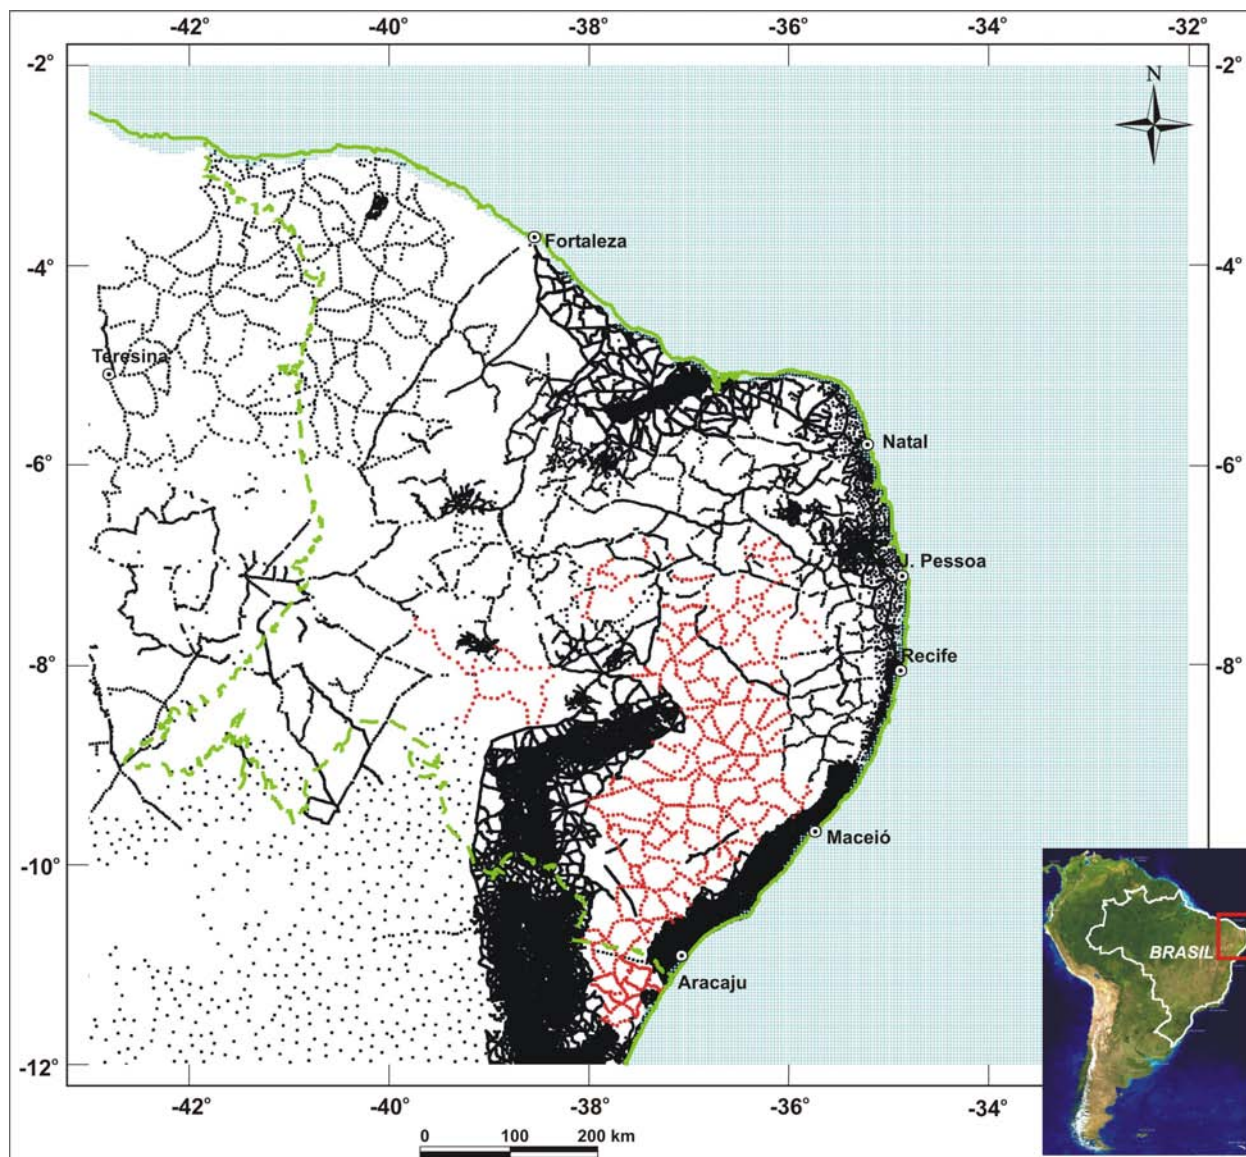 -42° -40° -38° -36° -34° -32°
-2° -2°
N
Fortaleza
-4° -4°
Teresina
Natal
-6° -6°
J. Pessoa
Recife
-8° -8°
Maceió
-10°
BRASIL
Aracaju
-12°
-42° -40° -38° -36° -34°
0 100 200 km